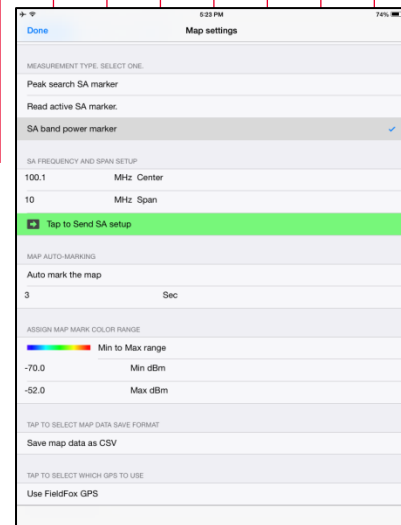 5:23 PM 74%
Done Map settings
MEASUREMENT TYPE. SELECT ONE.
Peak search SA marker
Read active SA marker.
SA band power marker
SA FREQUENCY AND SPAN SETUP
100.1 MHz Center
10 MHz Span
Tap to Send SA setup
MAP AUTO-MARKING
Auto mark the map
3 Sec
ASSIGN MAP MARK COLOR RANGE
Min to Max range
-70.0 Min dBm
-52.0 Max dBm
TAP TO SELECT MAP DATA SAVE FORMAT
Save map data as CSV
TAP TO SELECT WHICH GPS TO USE
Use FieldFox GPS